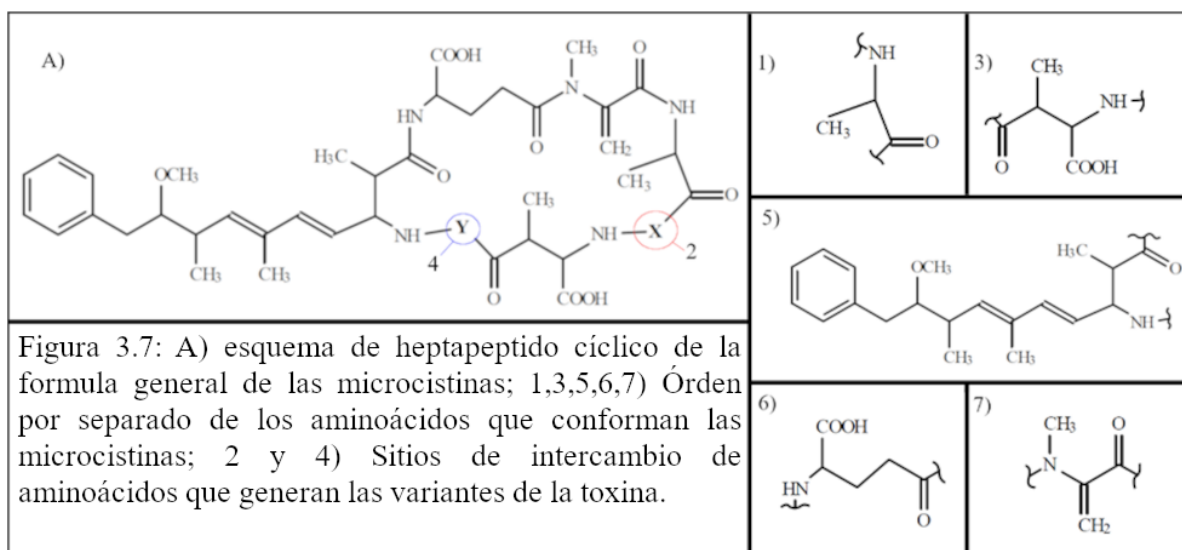 A)
COOH
CH₃
O
N
HN
NH
O
CH₂
H₃C
O
CH₃
O
OCH₃
CH₃
NH
Y
NH
X
4
2
CH₃
CH₃
O
COOH
Figura 3.7: A) esquema de heptapeptido cíclico de la
formula general de las microcistinas; 1,3,5,6,7) Órden
por separado de los aminoácidos que conforman las
microcistinas; 2 y 4) Sitios de intercambio de
aminoácidos que generan las variantes de la toxina.
1)
NH
CH₃
O
3)
CH₃
NH
O
COOH
5)
H₃C
OCH₃
O
NH
CH₃
CH₃
6)
COOH
HN
O
7)
CH₃
O
N
CH₂